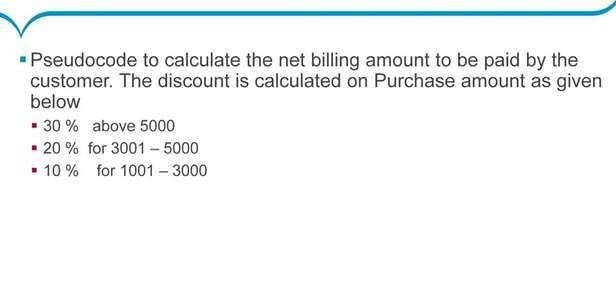 Pseudocode to calculate the net billing amount to be paid by the
customer. The discount is calculated on Purchase amount as given
below
30 % above 5000
20 % for 3001 – 5000
10 % for 1001 – 3000